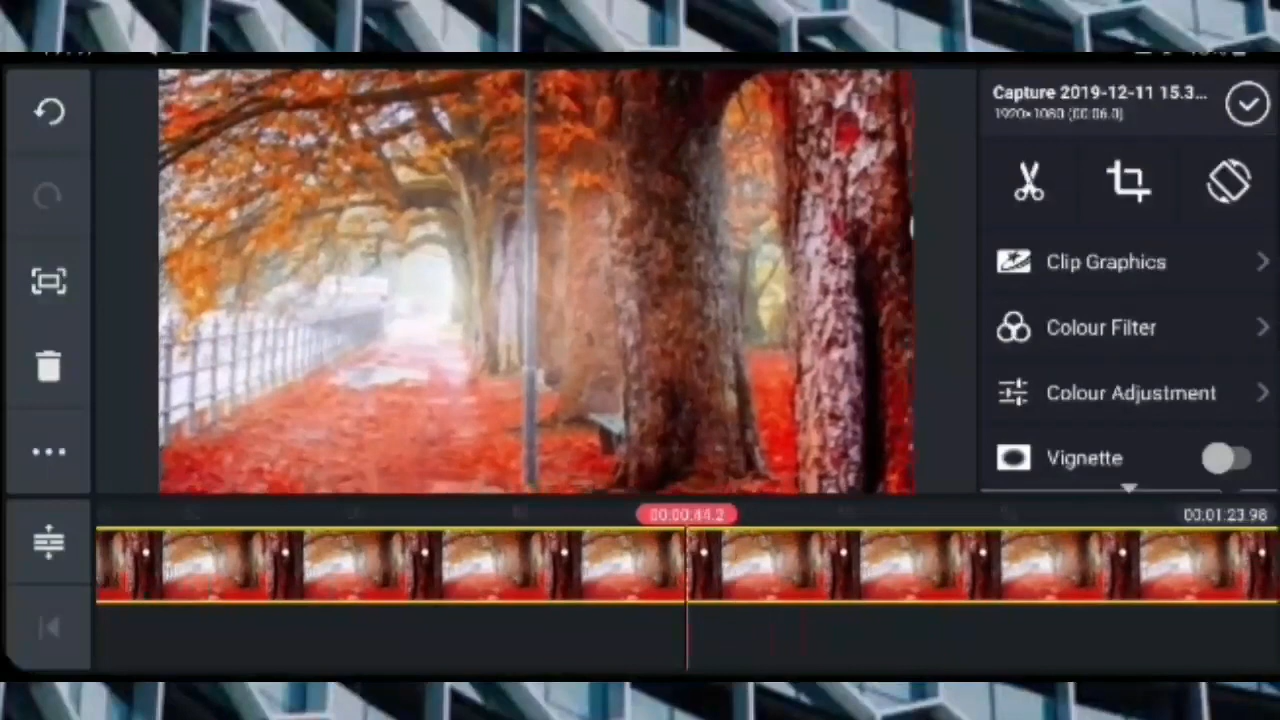 Capture 2019-12-11 15.3...
1920×1080 (00:06.0)
Clip Graphics
Colour Filter
Colour Adjustment
Vignette
00:00:44.2
00:01:23.98